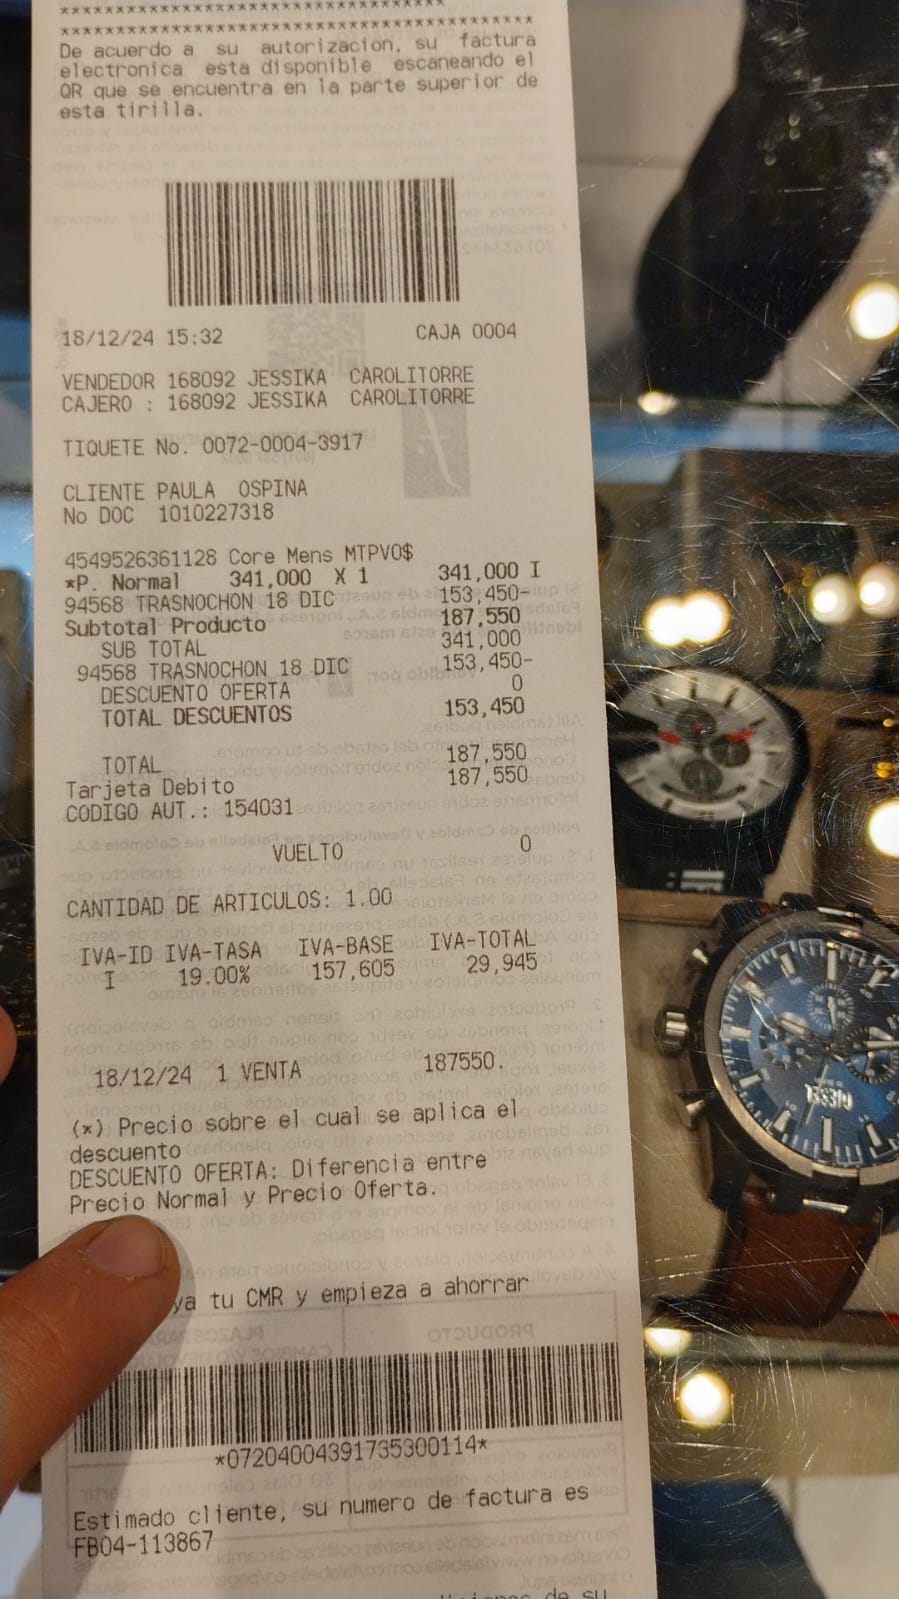 ******************************************
************************************************
De acuerdo a su autorizacion, su factura
electronica esta disponible escaneando el
QR que se encuentra en la parte superior de
esta tirilla.
18/12/24 15:32 CAJA 0004
VENDEDOR 168092 JESSIKA CAROLITORRE
CAJERO : 168092 JESSIKA CAROLITORRE
TIQUETE No. 0072-0004-3917
CLIENTE PAULA OSPINA
No DOC 1010227318
4549526361128 Core Mens MTPVO$
*P. Normal 341,000 X 1 341,000 I
94568 TRASNOCHON 18 DIC 153,450-
Subtotal Producto 187,550
SUB TOTAL 341,000
94568 TRASNOCHON 18 DIC 153,450-
DESCUENTO OFERTA 0
TOTAL DESCUENTOS 153,450
TOTAL 187,550
Tarjeta Debito 187,550
CODIGO AUT.: 154031
VUELTO 0
CANTIDAD DE ARTICULOS: 1.00
IVA-ID IVA-TASA IVA-BASE IVA-TOTAL
I 19.00% 157,605 29,945
18/12/24 1 VENTA 187550.
(*) Precio sobre el cual se aplica el
descuento
DESCUENTO OFERTA: Diferencia entre
Precio Normal y Precio Oferta.
ya tu CMR y empieza a ahorrar
*07204004391735300114*
Estimado cliente, su numero de factura es
FB04-113867
de su
DIESEL